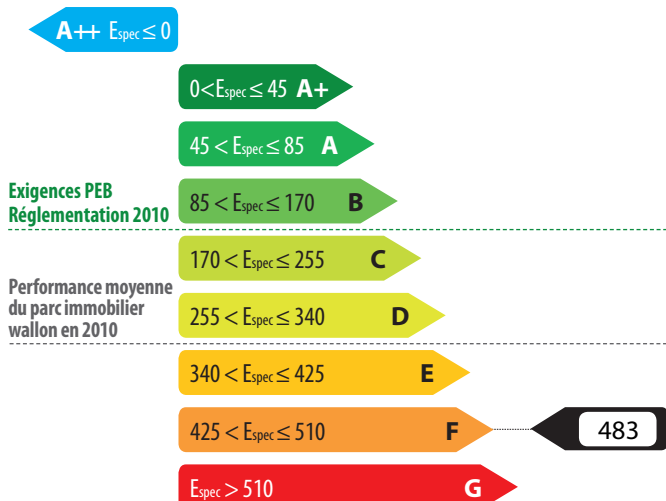 A++ Espec ≤ 0
0 < Espec ≤ 45 A+
45 < Espec ≤ 85 A
Exigences PEB
Réglementation 2010
85 < Espec ≤ 170 B
170 < Espec ≤ 255 C
Performance moyenne
du parc immobilier
wallon en 2010
255 < Espec ≤ 340 D
340 < Espec ≤ 425 E
425 < Espec ≤ 510 F 483
Espec > 510 G